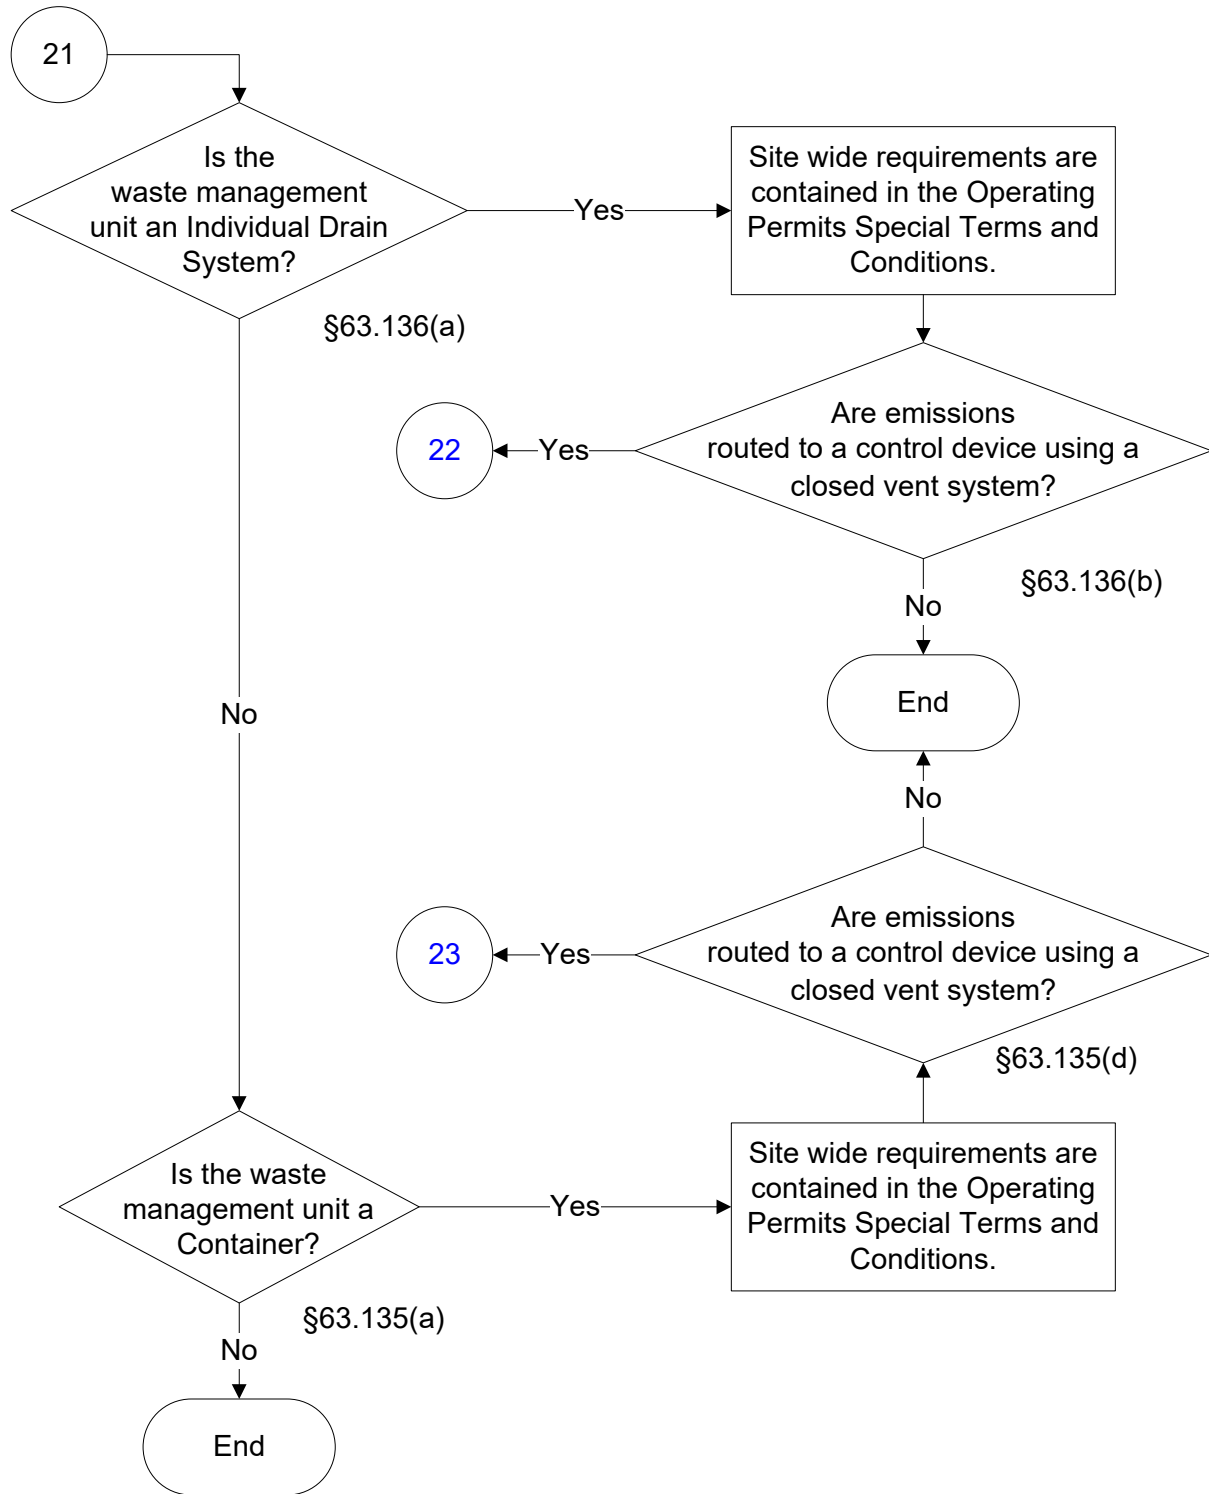 21
Is the
waste management
unit an Individual Drain
System?
§63.136(a)
Yes
Site wide requirements are
contained in the Operating
Permits Special Terms and
Conditions.
Are emissions
routed to a control device using a
closed vent system?
§63.136(b)
Yes
22
No
End
No
No
Are emissions
routed to a control device using a
closed vent system?
§63.135(d)
Yes
23
Is the waste
management unit a
Container?
§63.135(a)
Yes
Site wide requirements are
contained in the Operating
Permits Special Terms and
Conditions.
No
End